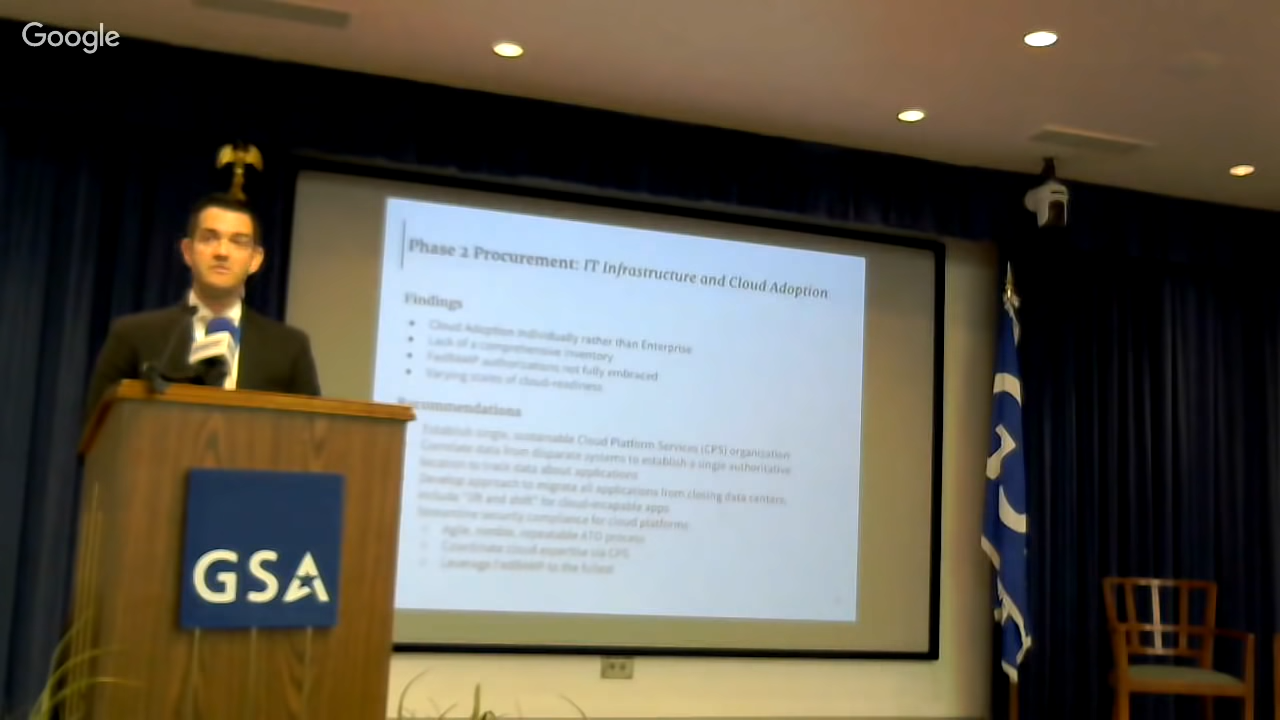 Google
Phase 2 Procurement: IT Infrastructure and Cloud Adoption
Findings
Cloud Adoption Individually rather than Enterprise
Lack of a comprehensive inventory
FedRAMP authorizations not fully embraced
Varying states of cloud-readiness
Recommendations
Establish single, sustainable Cloud Platform Services (CPS) organization
Correlate data from disparate systems to establish a single authoritative
location to track data about applications
Develop approach to migrate all applications from closing data centers,
include "lift and shift" for cloud-incapable apps
Streamline security compliance for cloud platforms
Agile, nimble, repeatable ATO process
Coordinate cloud expertise via CPS
Leverage FedRAMP to the fullest
GSA